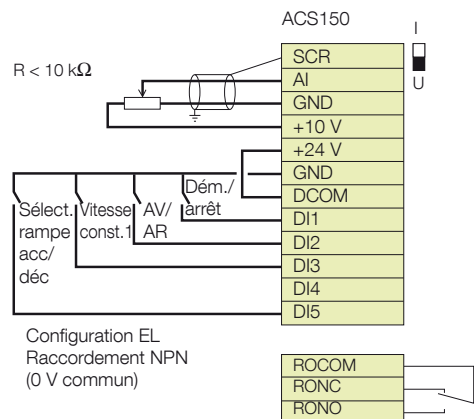 ACS150
I
U
R < 10 kΩ
SCR
AI
GND
+10 V
+24 V
GND
DCOM
DI1
DI2
DI3
DI4
DI5
Sélect.
rampe
acc/
déc
Vitesse
const.1
AV/
AR
Dém./
arrêt
Configuration EL
Raccordement NPN
(0 V commun)
ROCOM
RONC
RONO